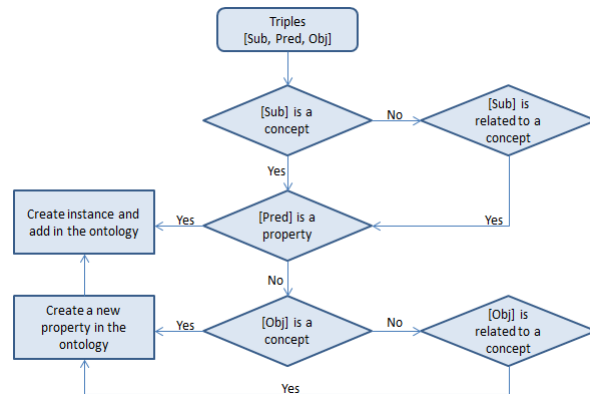 Triples
[Sub, Pred, Obj]
[Sub] is a
concept
No
[Sub] is
related to a
concept
Yes
Create instance and
add in the ontology
Yes
[Pred] is a
property
Yes
No
Create a new
property in the
ontology
Yes
[Obj] is a
concept
No
[Obj] is
related to a
concept
Yes